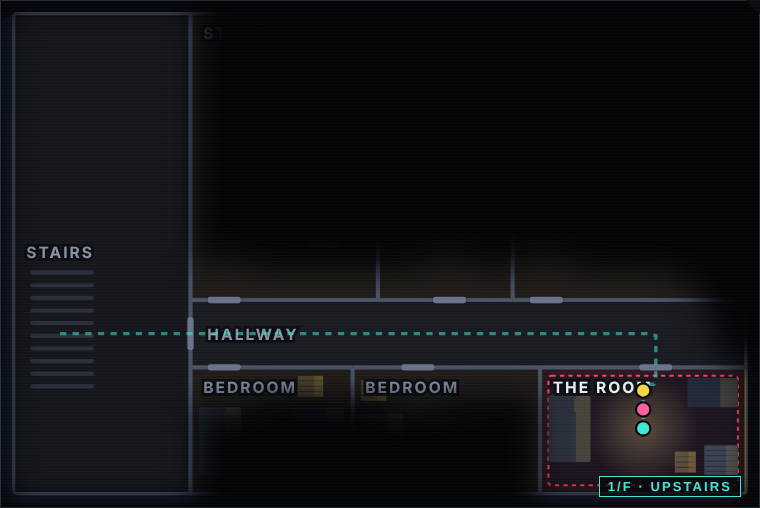 STAIRS
HALLWAY
BEDROOM
BEDROOM
THE ROOM
1/F · UPSTAIRS